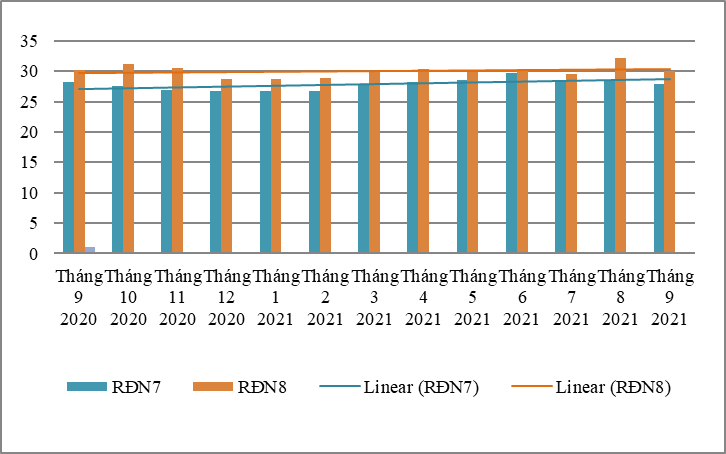 35
30
25
20
15
10
5
0
Tháng Tháng Tháng Tháng Tháng Tháng Tháng Tháng Tháng Tháng Tháng Tháng Tháng
9 10 11 12 1 2 3 4 5 6 7 8 9
2020 2020 2020 2020 2021 2021 2021 2021 2021 2021 2021 2021 2021
RĐN7 RĐN8 Linear (RĐN7) Linear (RĐN8)